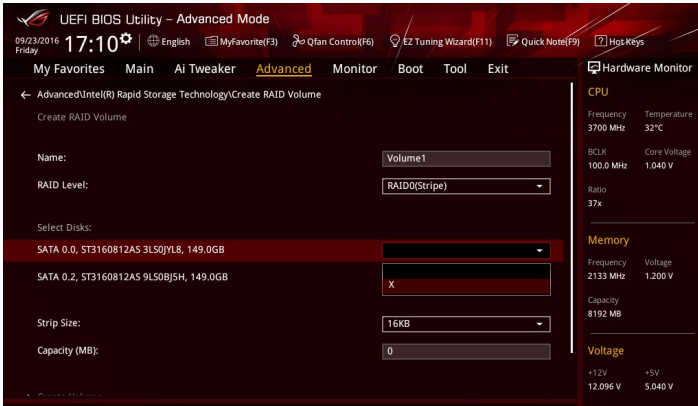 UEFI BIOS Utility – Advanced Mode
09/23/2016 Friday 17:10 English MyFavorite(F3) Qfan Control(F6) EZ Tuning Wizard(F11) Quick Note(F9) Hot Keys
My Favorites Main Ai Tweaker Advanced Monitor Boot Tool Exit
Hardware Monitor
← Advanced\Intel(R) Rapid Storage Technology\Create RAID Volume
Create RAID Volume
Name: Volume1
RAID Level: RAID0(Stripe)
Select Disks:
SATA 0.0, ST3160812AS 3LS0JYL8, 149.0GB
X
SATA 0.2, ST3160812AS 9LS0BJ5H, 149.0GB
Strip Size: 16KB
Capacity (MB): 0
> Create Volume
CPU
Frequency Temperature
3700 MHz 32°C
BCLK Core Voltage
100.0 MHz 1.040 V
Ratio
37x
Memory
Frequency Voltage
2133 MHz 1.200 V
Capacity
8192 MB
Voltage
+12V +5V
12.096 V 5.040 V